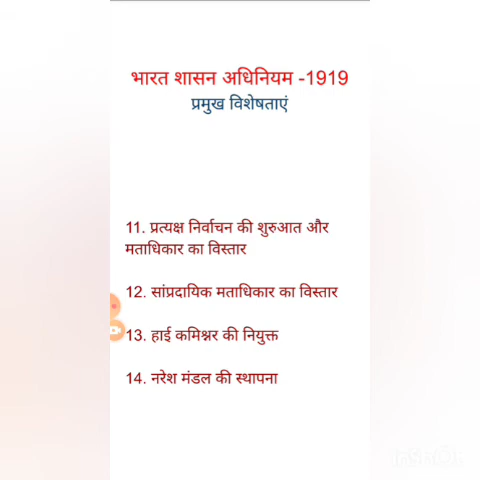 भारत शासन अधिनियम -1919
प्रमुख विशेषताएं
11. प्रत्यक्ष निर्वाचन की शुरुआत और
मताधिकार का विस्तार
12. सांप्रदायिक मताधिकार का विस्तार
13. हाई कमिश्नर की नियुक्त
14. नरेश मंडल की स्थापना